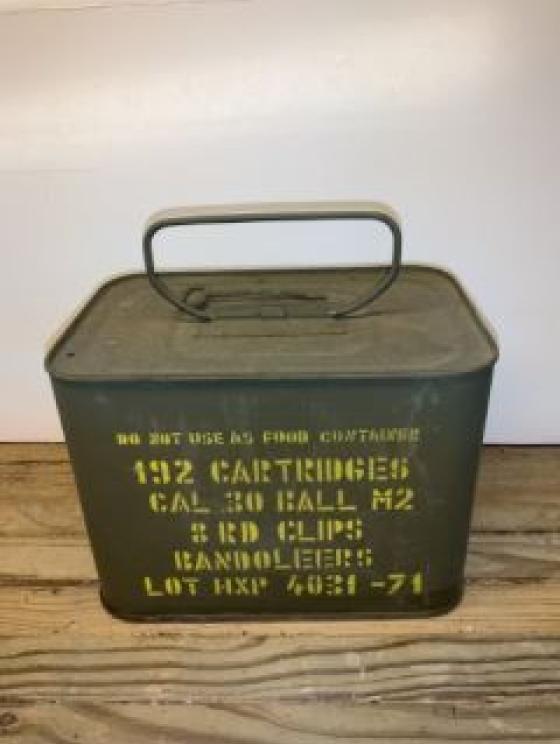 DO NOT USE AS FOOD CONTAINER
192 CARTRIDGES
CAL .30 BALL M2
8 RD CLIPS
BANDOLEERS
LOT HXP 4031 -71